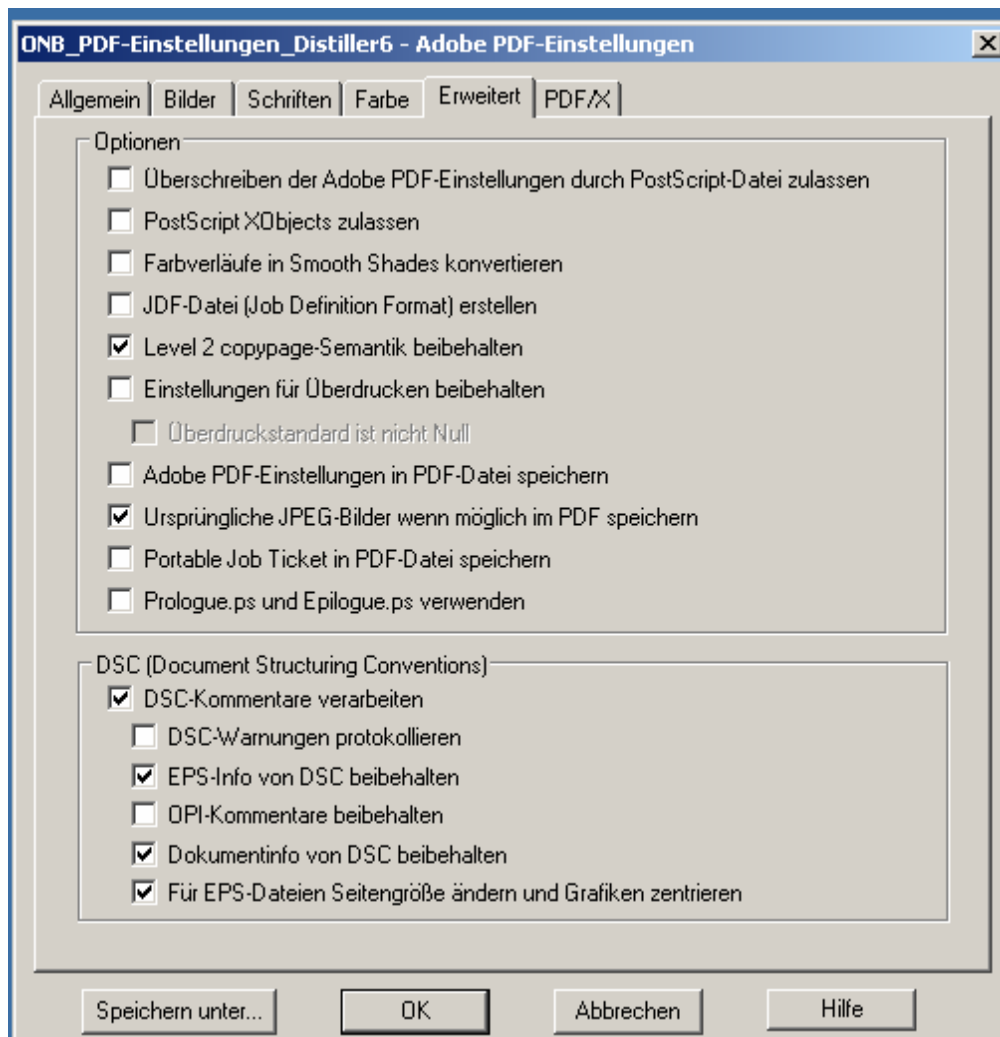 ONB_PDF-Einstellungen_Distiller6 - Adobe PDF-Einstellungen
Allgemein Bilder Schriften Farbe Erweitert PDF/X
Optionen
Überschreiben der Adobe PDF-Einstellungen durch PostScript-Datei zulassen
PostScript XObjects zulassen
Farbverläufe in Smooth Shades konvertieren
JDF-Datei (Job Definition Format) erstellen
Level 2 copypage-Semantik beibehalten
Einstellungen für Überdrucken beibehalten
Überdruckstandard ist nicht Null
Adobe PDF-Einstellungen in PDF-Datei speichern
Ursprüngliche JPEG-Bilder wenn möglich im PDF speichern
Portable Job Ticket in PDF-Datei speichern
Prologue.ps und Epilogue.ps verwenden
DSC (Document Structuring Conventions)
DSC-Kommentare verarbeiten
DSC-Warnungen protokollieren
EPS-Info von DSC beibehalten
OPI-Kommentare beibehalten
Dokumentinfo von DSC beibehalten
Für EPS-Dateien Seitengröße ändern und Grafiken zentrieren
Speichern unter... OK Abbrechen Hilfe